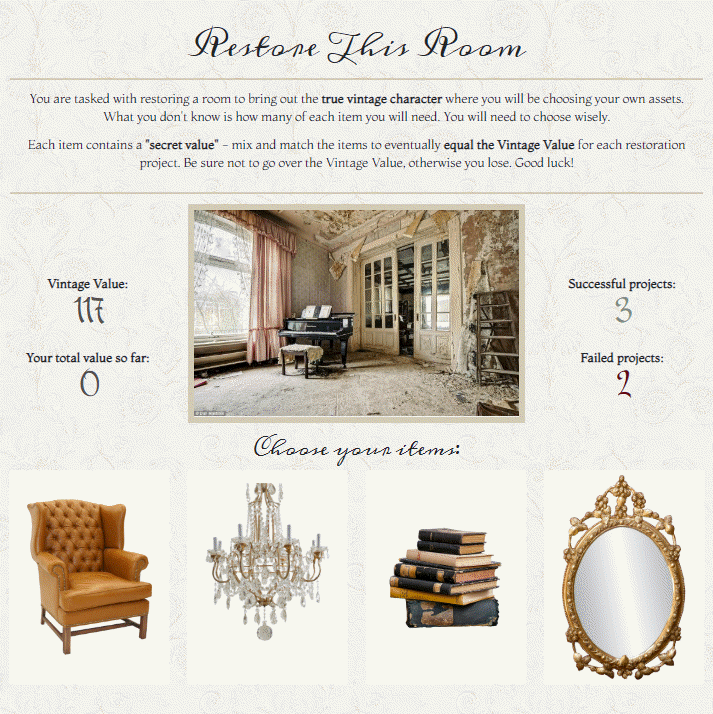 Restore This Room
You are tasked with restoring a room to bring out the true vintage character where you will be choosing your own assets.
What you don't know is how many of each item you will need. You will need to choose wisely.
Each item contains a "secret value" – mix and match the items to eventually equal the Vintage Value for each restoration
project. Be sure not to go over the Vintage Value, otherwise you lose. Good luck!
Vintage Value:
117
Your total value so far:
0
Successful projects:
3
Failed projects:
2
Choose your items: